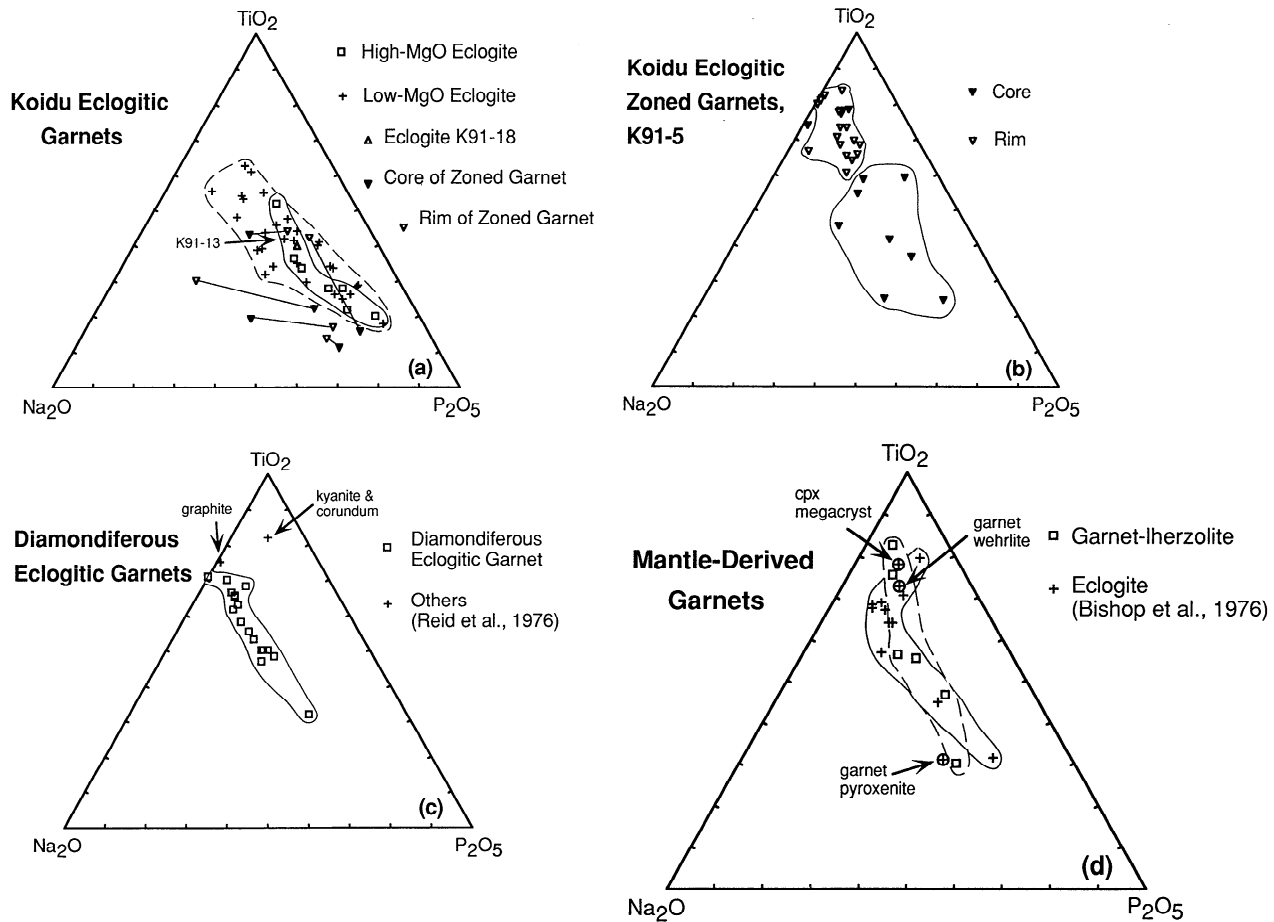 TiO2
Koidu Eclogitic
Garnets
High-MgO Eclogite
Low-MgO Eclogite
Eclogite K91-18
Core of Zoned Garnet
Rim of Zoned Garnet
K91-13
(a)
Na2O
P2O5
TiO2
Koidu Eclogitic
Zoned Garnets,
K91-5
Core
Rim
(b)
Na2O
P2O5
TiO2
graphite
kyanite &
corundum
Diamondiferous
Eclogitic Garnets
Diamondiferous
Eclogitic Garnet
Others
(Reid et al., 1976)
(c)
Na2O
P2O5
TiO2
cpx
megacryst
garnet
wehrlite
Mantle-Derived
Garnets
Garnet-lherzolite
Eclogite
(Bishop et al., 1976)
garnet
pyroxenite
(d)
Na2O
P2O5